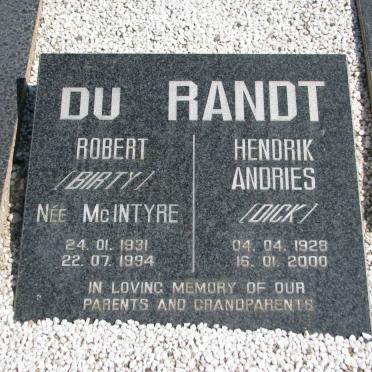 DU RANDT
ROBERT
/BIRTY/
NÉE McINTYRE
24. 01. 1931
22. 07. 1994
HENDRIK
ANDRIES
/DICK/
04. 04. 1928
16. 01. 2000
IN LOVING MEMORY OF OUR
PARENTS AND GRANDPARENTS